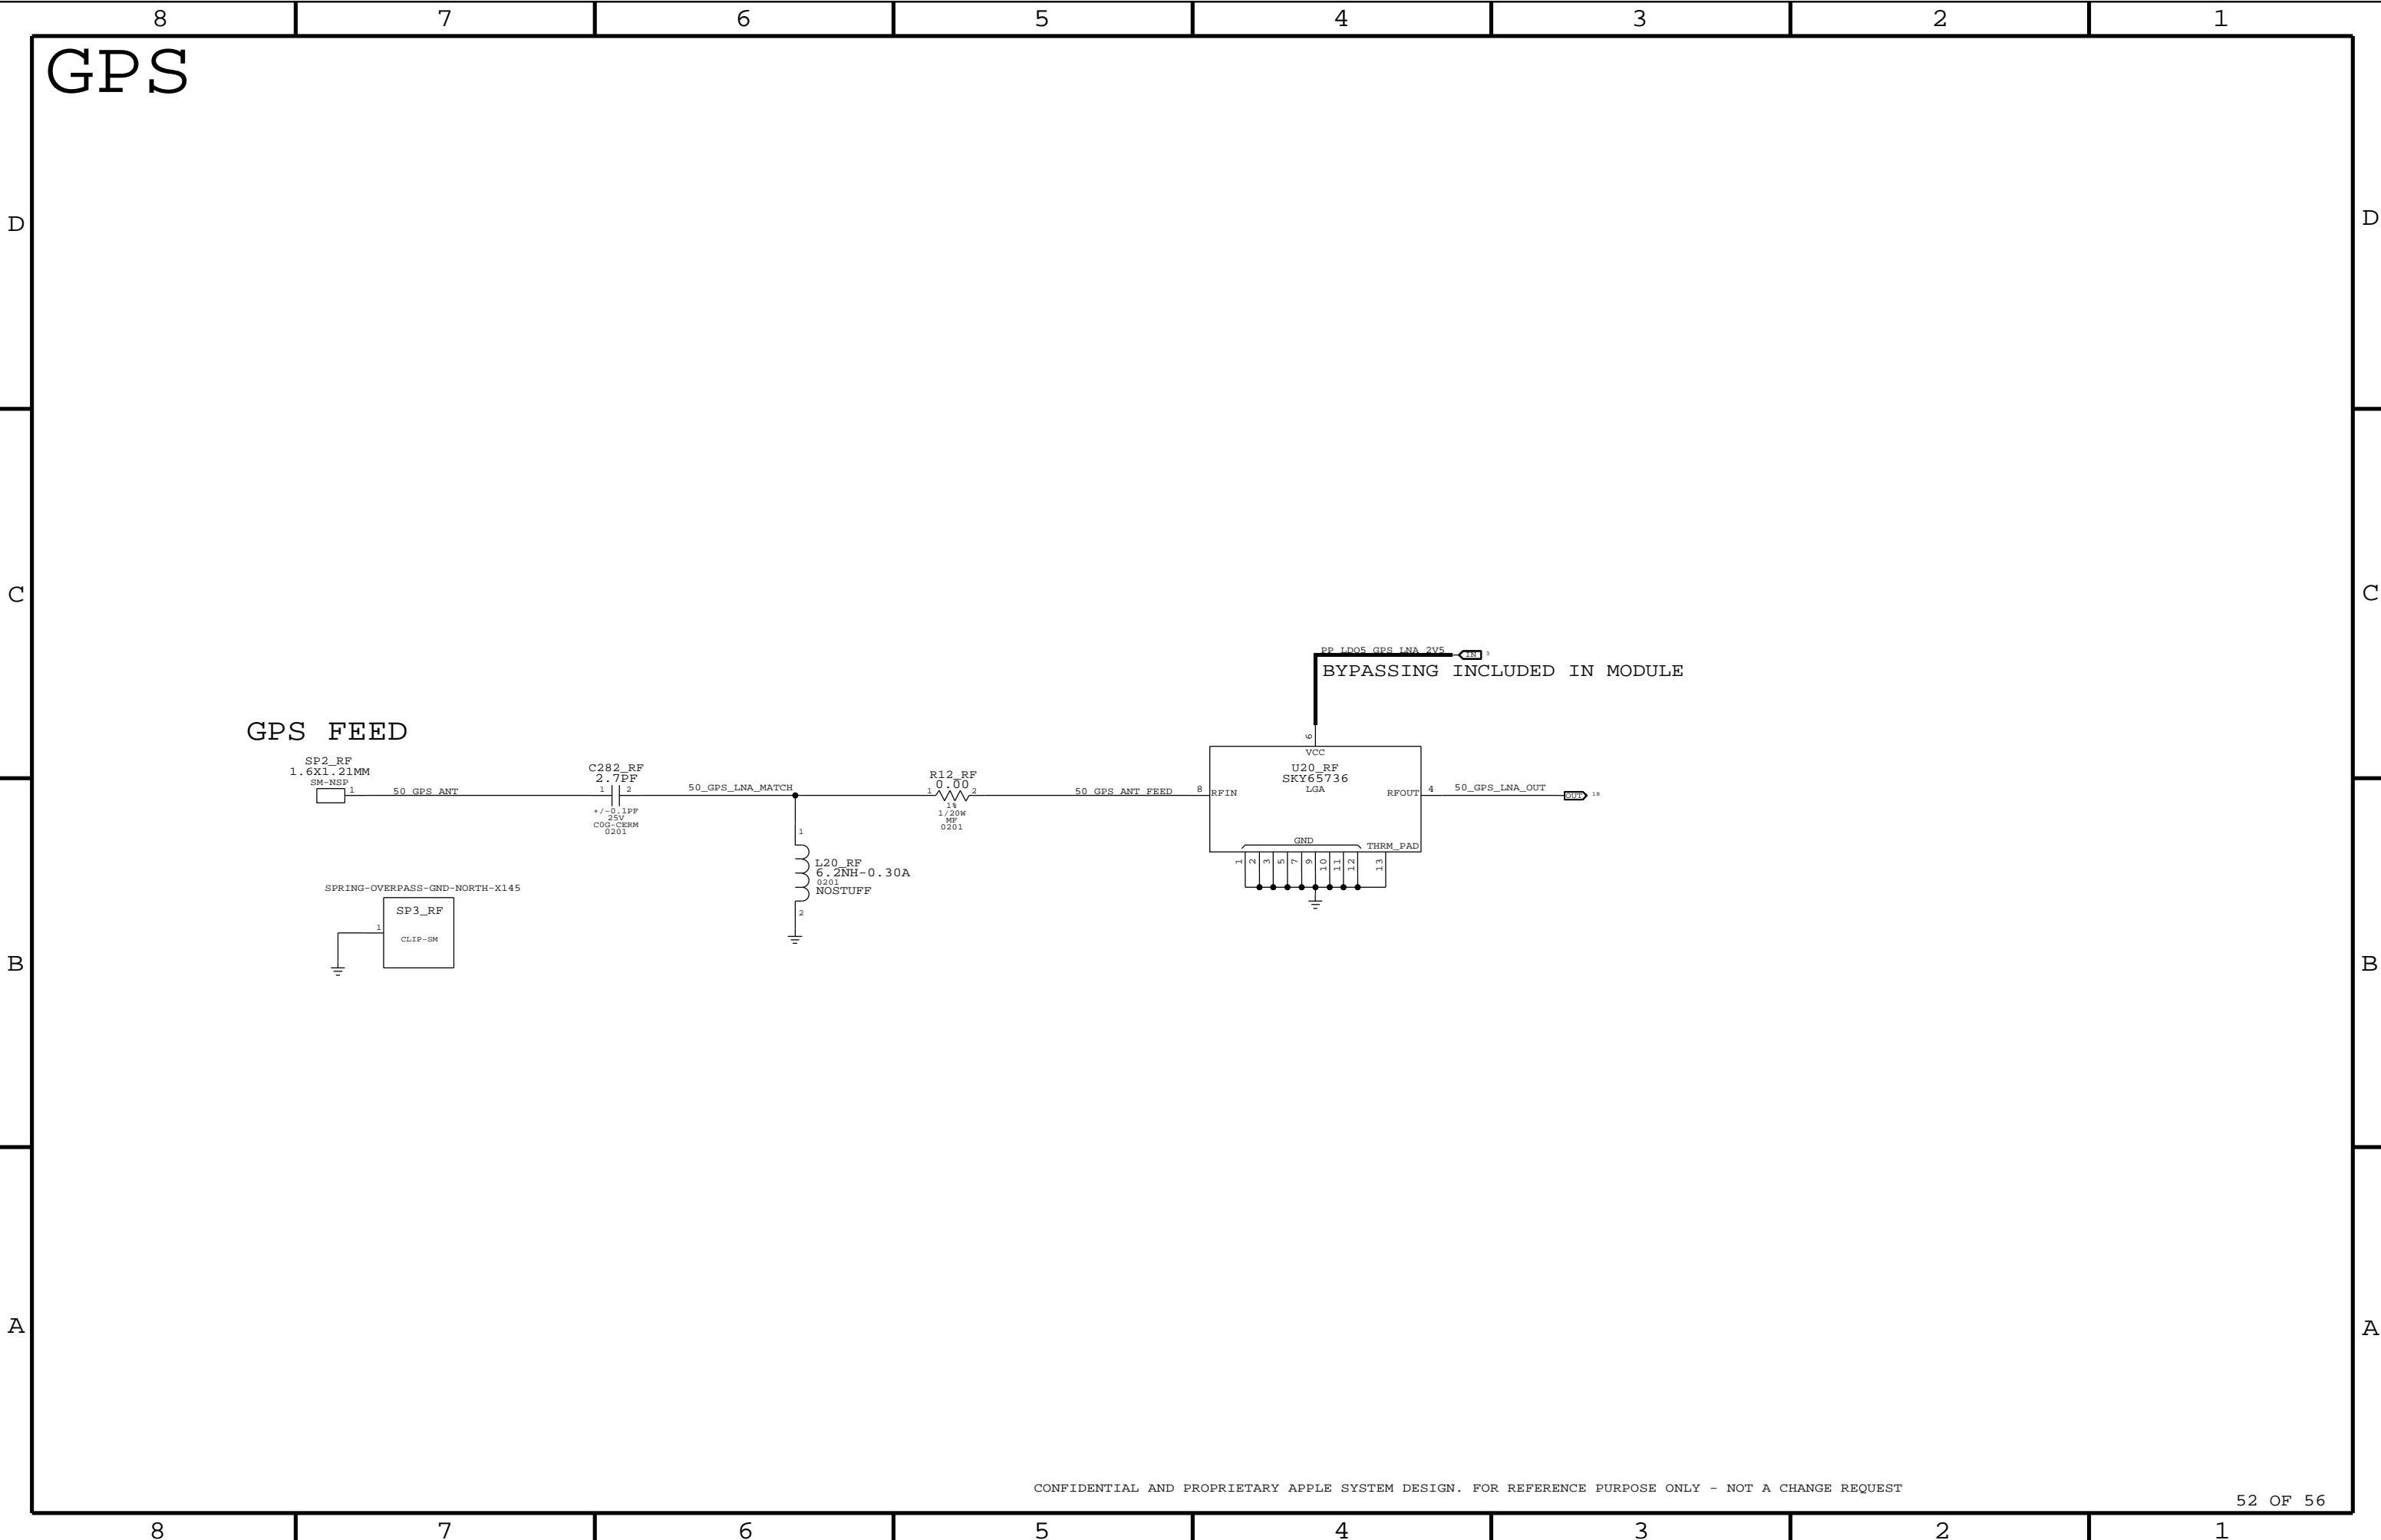 8 7 6 5 4 3 2 1
GPS
D D
C C
PP_LDO5_GPS_LNA_2V5 IN 3
BYPASSING INCLUDED IN MODULE
GPS FEED
6
VCC
SP2_RF
1.6X1.21MM
SM-NSP
1
50_GPS_ANT
C282_RF
2.7PF
1 2
+/-0.1PF
25V
C0G-CERM
0201
50_GPS_LNA_MATCH
R12_RF
0.00
1 2
1%
1/20W
MF
0201
50_GPS_ANT_FEED
8 RFIN
U20_RF
SKY65736
LGA
RFOUT 4
50_GPS_LNA_OUT
OUT 18
GND
THRM_PAD
1 2 3 5 7 9 10 11 12 13
1
L20_RF
6.2NH-0.30A
0201
NOSTUFF
2
SPRING-OVERPASS-GND-NORTH-X145
SP3_RF
1
CLIP-SM
B B
A A
CONFIDENTIAL AND PROPRIETARY APPLE SYSTEM DESIGN. FOR REFERENCE PURPOSE ONLY - NOT A CHANGE REQUEST
52 OF 56
8 7 6 5 4 3 2 1